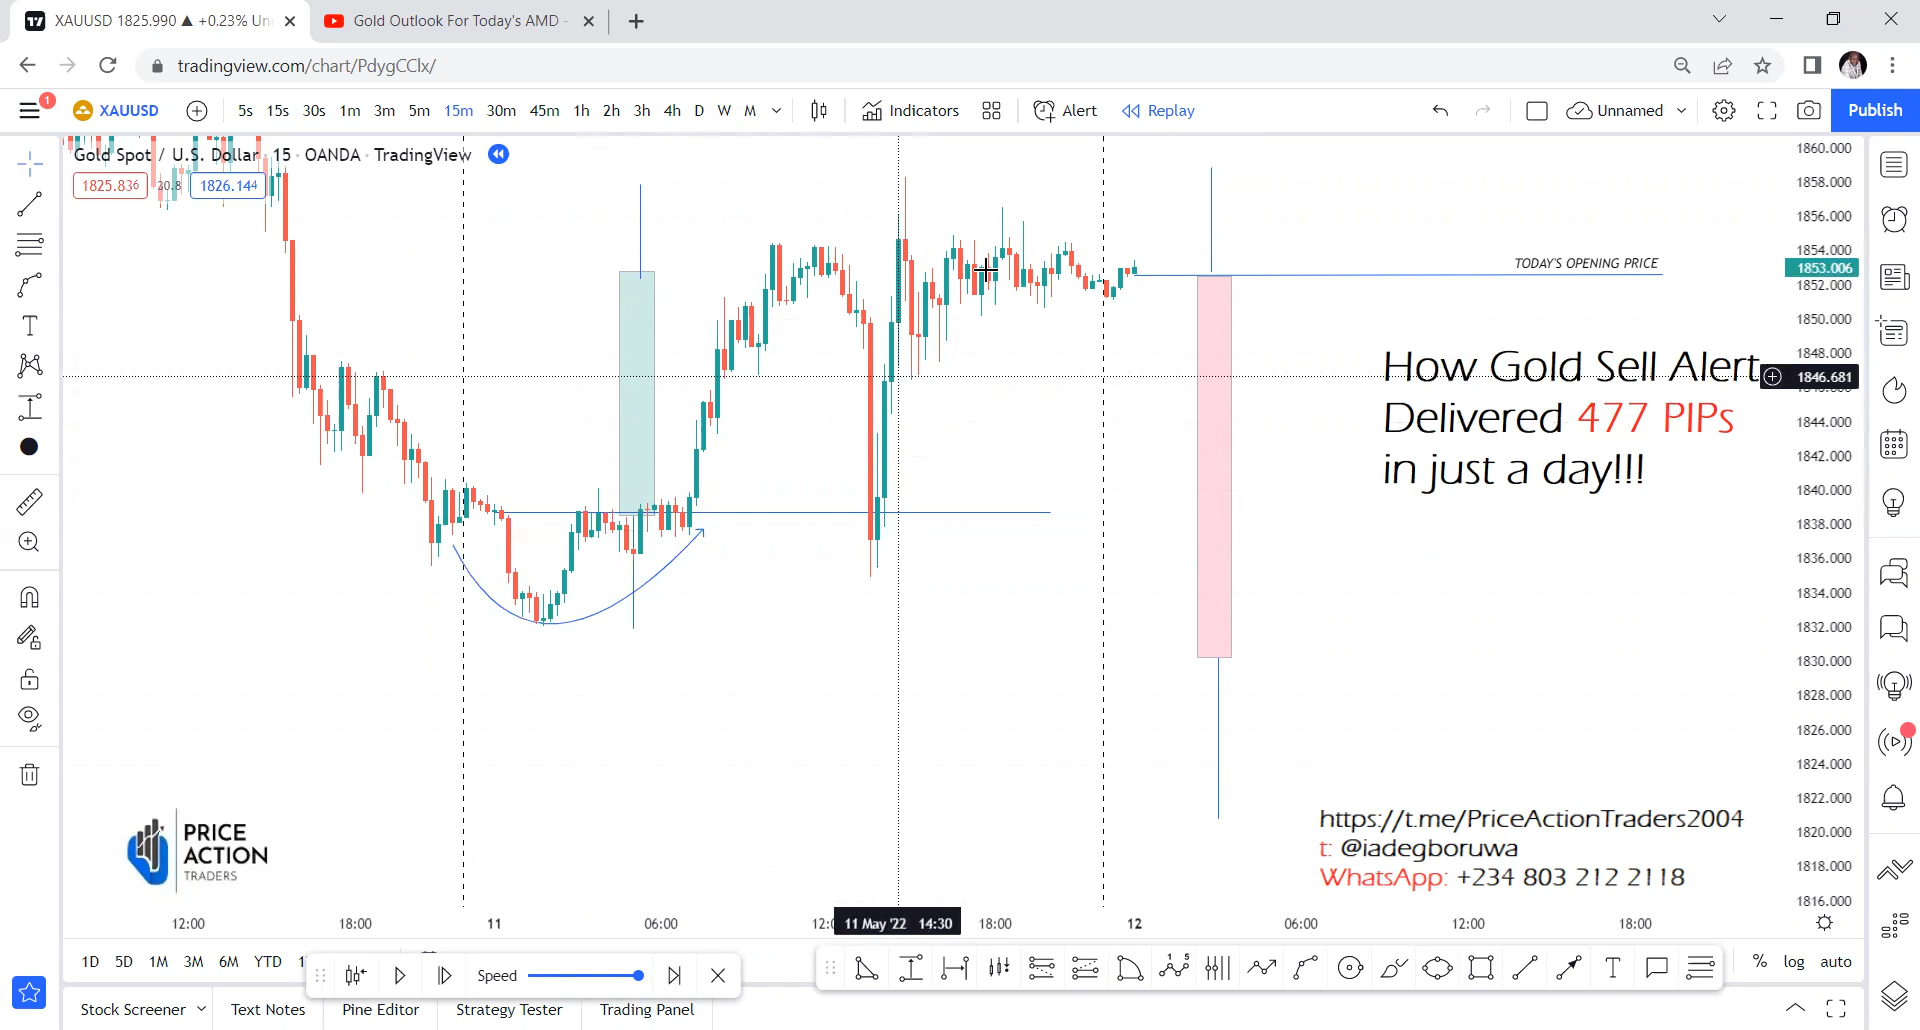 XAUUSD 1825.990 ▲ +0.23% Un
Gold Outlook For Today's AMD -
tradingview.com/chart/PdygCClx/
1
XAUUSD
5s 15s 30s 1m 3m 5m 15m 30m 45m 1h 2h 3h 4h D W M
Indicators
Alert
Replay
Unnamed
Publish
Gold Spot / U.S. Dollar · 15 · OANDA · TradingView
1825.836
30.8
1826.144
TODAY'S OPENING PRICE
How Gold Sell Alert
Delivered 477 PIPs
in just a day!!!
1860.000
1858.000
1856.000
1854.000
1853.006
1852.000
1850.000
1848.000
1846.681
1844.000
1842.000
1840.000
1838.000
1836.000
1834.000
1832.000
1830.000
1828.000
1826.000
1824.000
1822.000
1820.000
1818.000
1816.000
PRICE
ACTION
TRADERS
https://t.me/PriceActionTraders2004
t: @iadegboruwa
WhatsApp: +234 803 212 2118
12:00 18:00 11 06:00 11 May '22 14:30 18:00 12 06:00 12:00 18:00
1D 5D 1M 3M 6M YTD
Speed
% log auto
Stock Screener Text Notes Pine Editor Strategy Tester Trading Panel